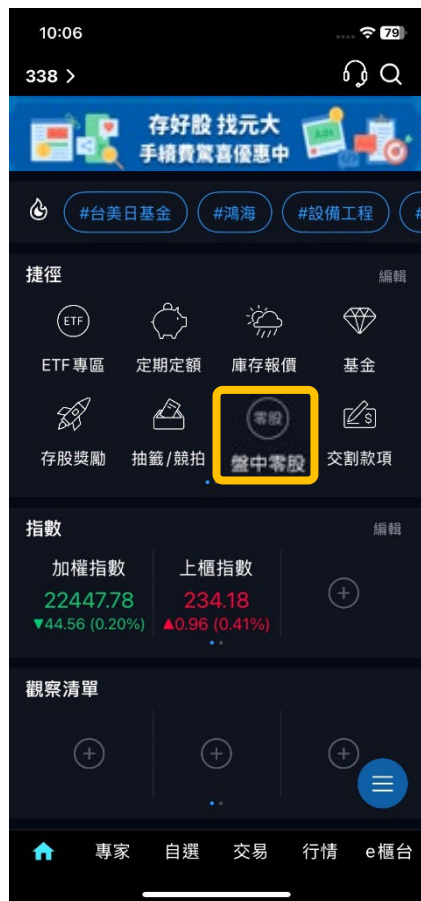 10:06
79
338 >
存好股 找元大
手續費驚喜優惠中
Ads
#台美日基金 #鴻海 #設備工程 #
捷徑 編輯
ETF
ETF專區 定期定額 庫存報價 基金
零股
存股獎勵 抽籤/競拍 盤中零股 交割款項
指數 編輯
加權指數 上櫃指數
22447.78 234.18
▼44.56 (0.20%) ▲0.96 (0.41%)
觀察清單
專家 自選 交易 行情 e櫃台